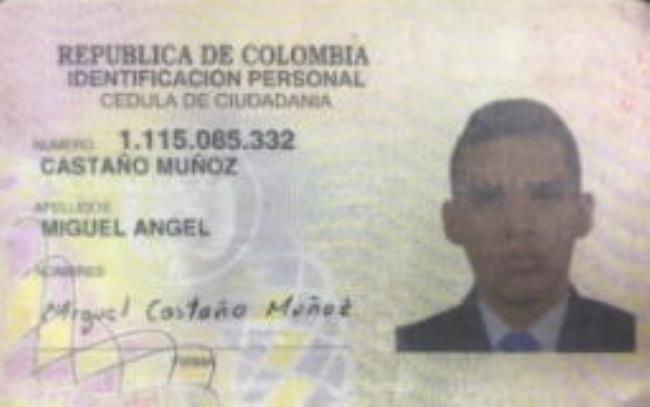 REPUBLICA DE COLOMBIA
IDENTIFICACION PERSONAL
CEDULA DE CIUDADANIA
NUMERO 1.115.085.332
CASTAÑO MUÑOZ
APELLIDOS
MIGUEL ANGEL
NOMBRES
Miguel Castaño Muñoz
FIRMA